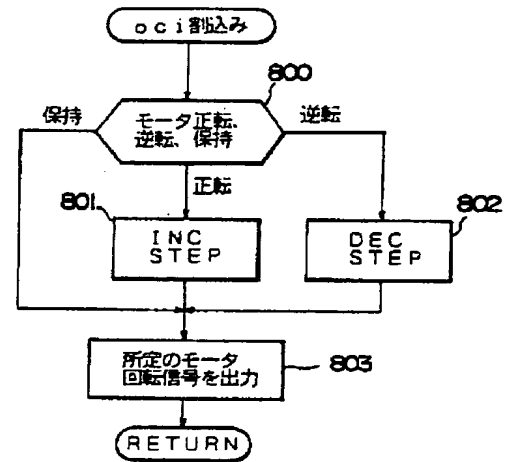 oci割込み
800
モータ正転、
逆転、保持
保持
逆転
正転
801
INC
STEP
802
DEC
STEP
所定のモータ
回転信号を出力
803
RETURN